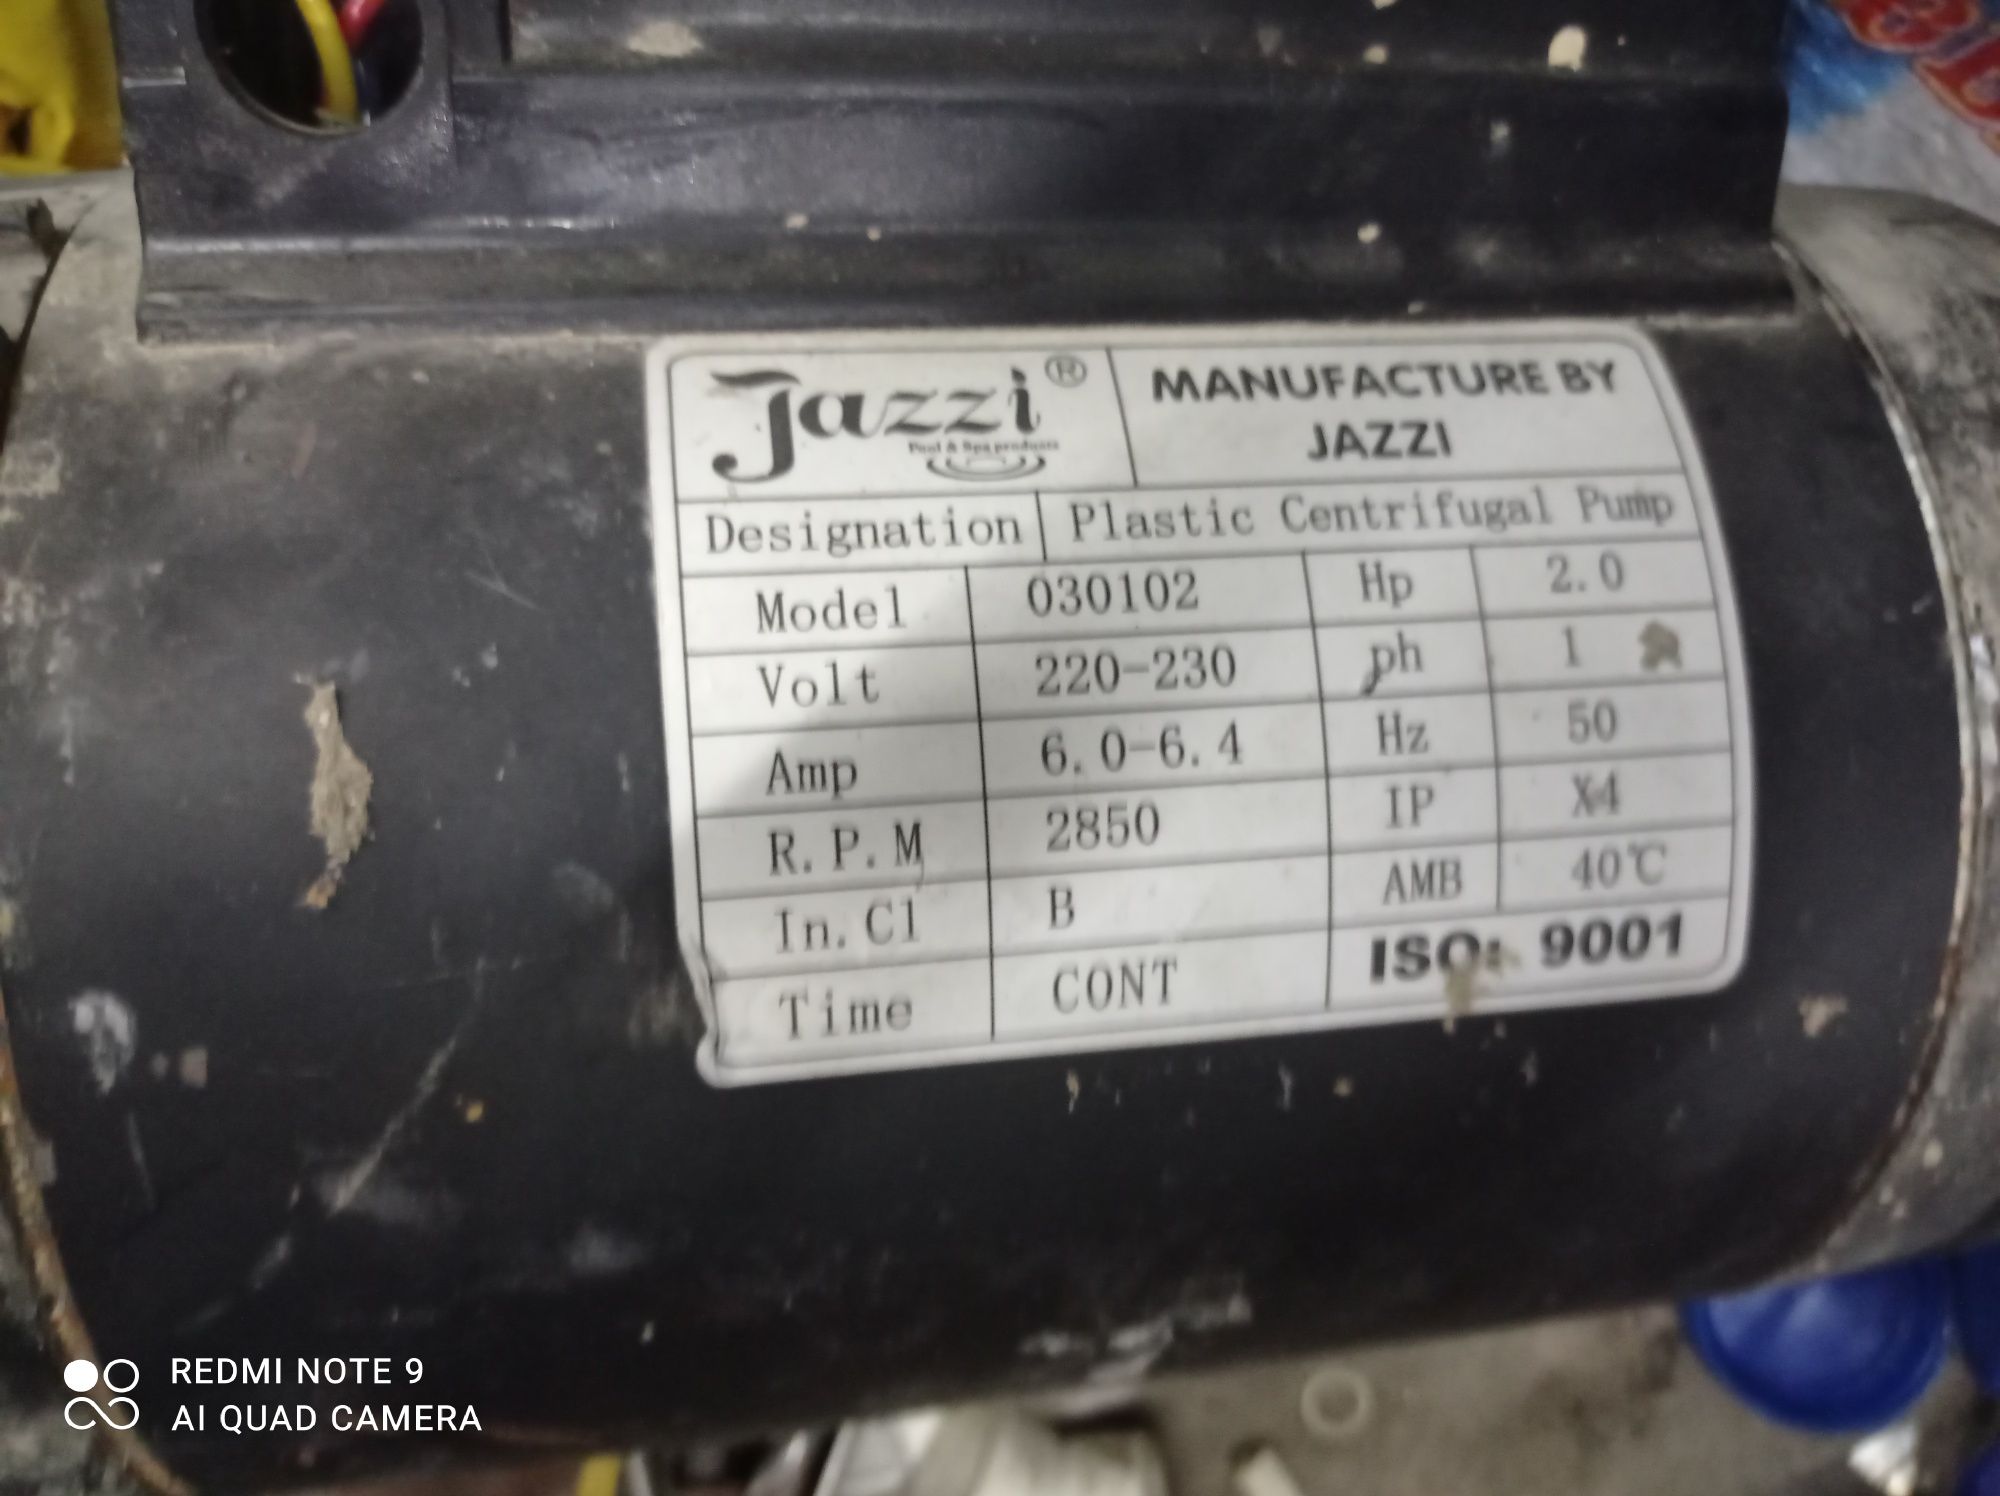 Jazzi ®
Pool & Spa products
MANUFACTURE BY
JAZZI
Designation Plastic Centrifugal Pump
Model 030102 Hp 2.0
Volt 220-230 ph 1
Amp 6.0-6.4 Hz 50
R.P.M 2850 IP X4
In.Cl B AMB 40℃
Time CONT ISO: 9001
REDMI NOTE 9
AI QUAD CAMERA